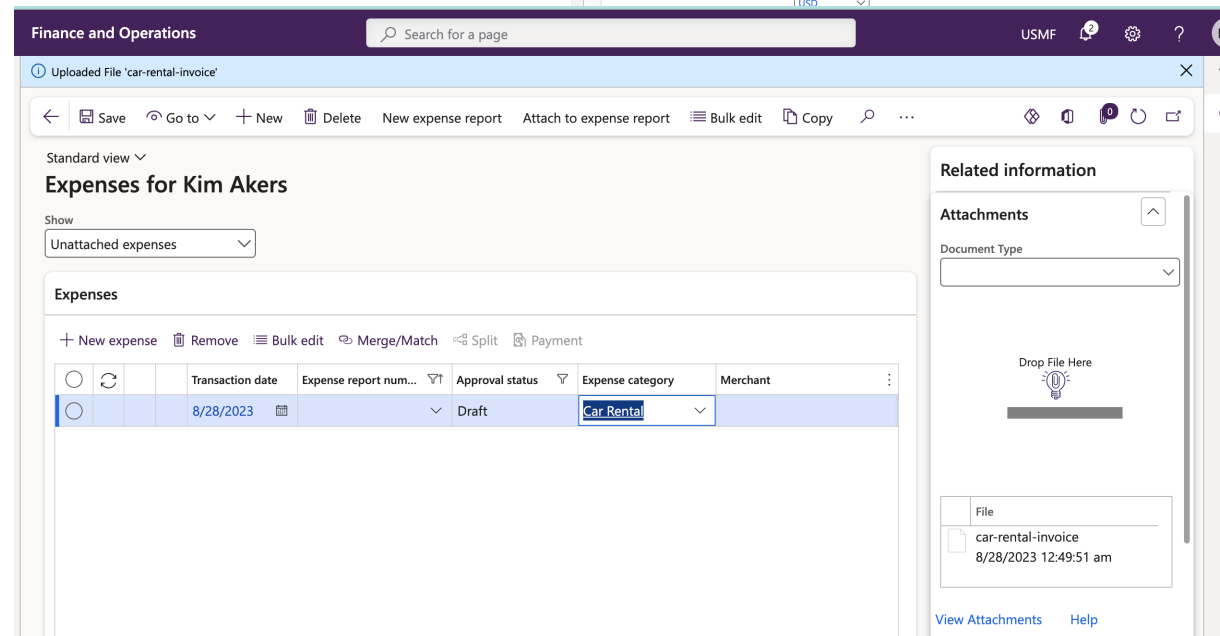 USD
Finance and Operations
Search for a page
USMF
2
?
Uploaded File 'car-rental-invoice'
Save Go to New Delete New expense report Attach to expense report Bulk edit Copy ...
0
Standard view
Expenses for Kim Akers
Show
Unattached expenses
Expenses
New expense Remove Bulk edit Merge/Match Split Payment
Transaction date Expense report num... Approval status Expense category Merchant
8/28/2023 Draft Car Rental
Related information
Attachments
Document Type
Drop File Here
File
car-rental-invoice
8/28/2023 12:49:51 am
View Attachments Help